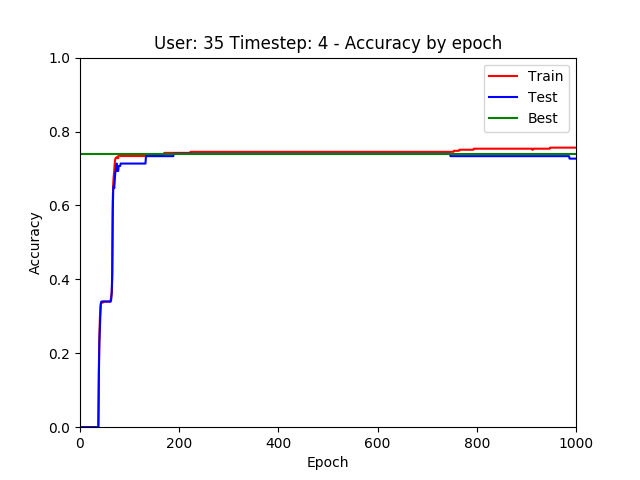 User: 35 Timestep: 4 - Accuracy by epoch
1.0
0.8
0.6
0.4
0.2
0.0
Accuracy
Train
Test
Best
0 200 400 600 800 1000
Epoch